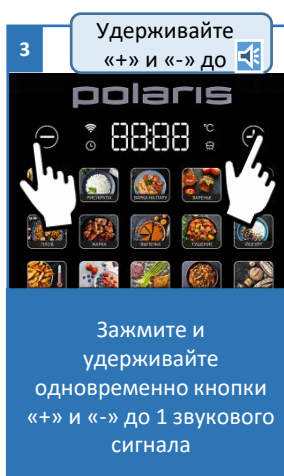 3
Удерживайте
«+» и «-» до
polaris
88:88
°C
РИС/КРУПА ВАРКА НА ПАРУ ВАРЕНЬЕ
ПЛОВ ЖАРКА ВЫПЕЧКА ТУШЕНИЕ ЙОГУРТ
Зажмите и
удерживайте
одновременно кнопки
«+» и «-» до 1 звукового
сигнала